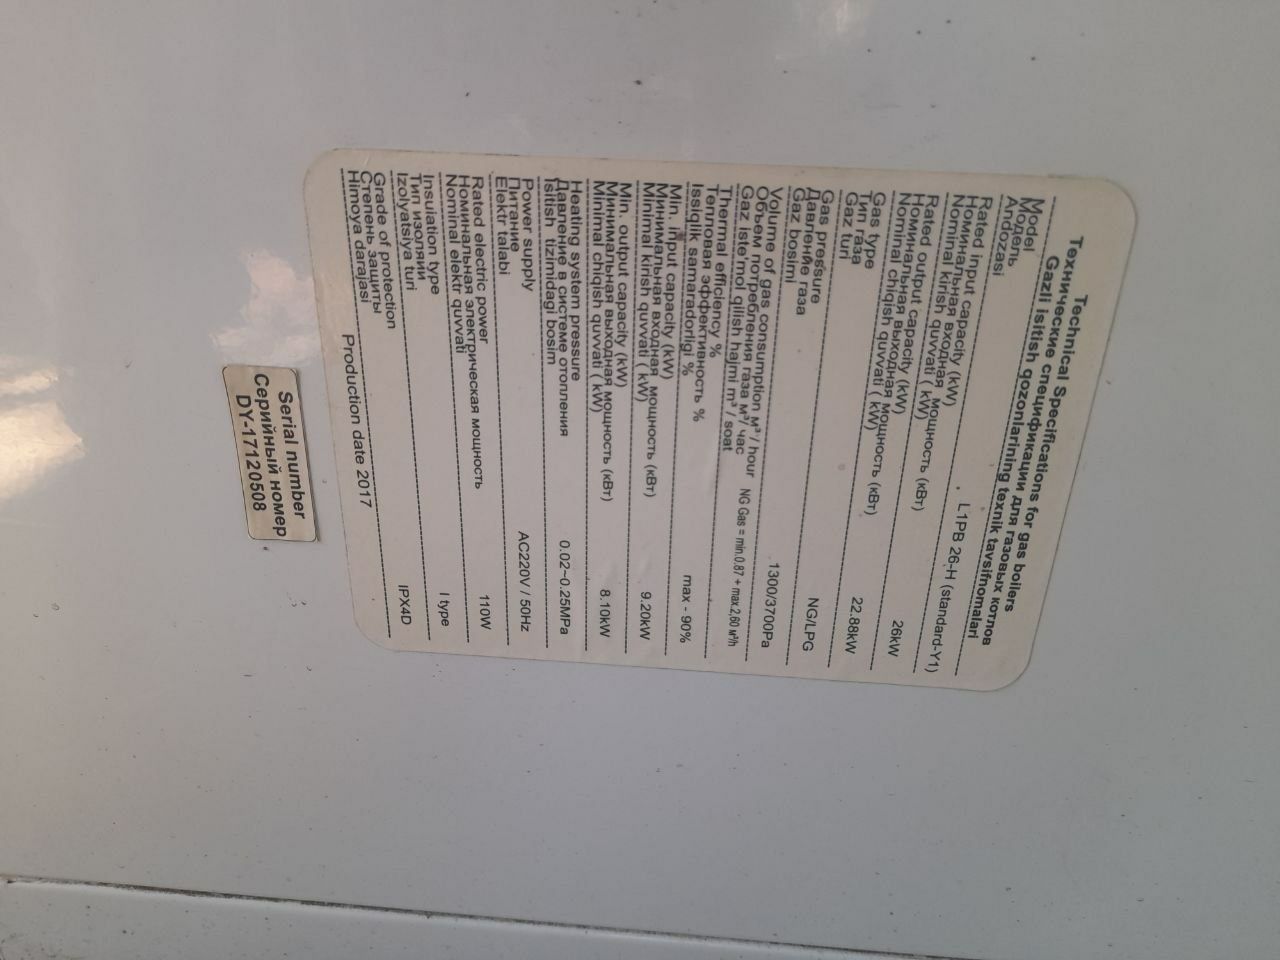 Technical Specifications for gas boilers
Технические спецификации для газовых котлов
Gazli isitish qozonlarining texnik tavsifnomalari
Model
Модель
Andozasi
L1PB 26-H (standard-Y1)
Rated input capacity (kW)
Номинальная входная мощность (кВт)
Nominal kirish quvvati ( kW)
26kW
Rated output capacity (kW)
Номинальная выходная мощность (кВт)
Nominal chiqish quvvati ( kW)
22.88kW
Gas type
Тип газа
Gaz turi
NG/LPG
Gas pressure
Давление газа
Gaz bosimi
1300/3700Pa
Volume of gas consumption м³ / hour
Объем потребления газа м³/ час
Gaz iste'mol qilish hajmi m³ / soat
NG Gas = min.0,87 + max.2,60 м³/h
Thermal efficiency %
Тепловая эффективность %
Issiqlik samaradorligi %
max - 90%
Min. input capacity (kW)
Минимальная входная мощность (кВт)
Minimal kirish quvvati ( kW)
9.20kW
Min. output capacity (kW)
Минимальная выходная мощность (кВт)
Minimal chiqish quvvati ( kW)
8.10kW
Heating system pressure
Давление в системе отопления
Isitish tizimidagi bosim
0.02~0.25MPa
Power supply
Питание
Elektr talabi
AC220V / 50Hz
Rated electric power
Номинальная электрическая мощность
Nominal elektr quvvati
110W
Insulation type
Тип изоляции
Izolyatsiya turi
I type
Grade of protection
Степень защиты
Himoya darajasi
IPX4D
Production date 2017
Serial number
Серийный номер
DY-17120508